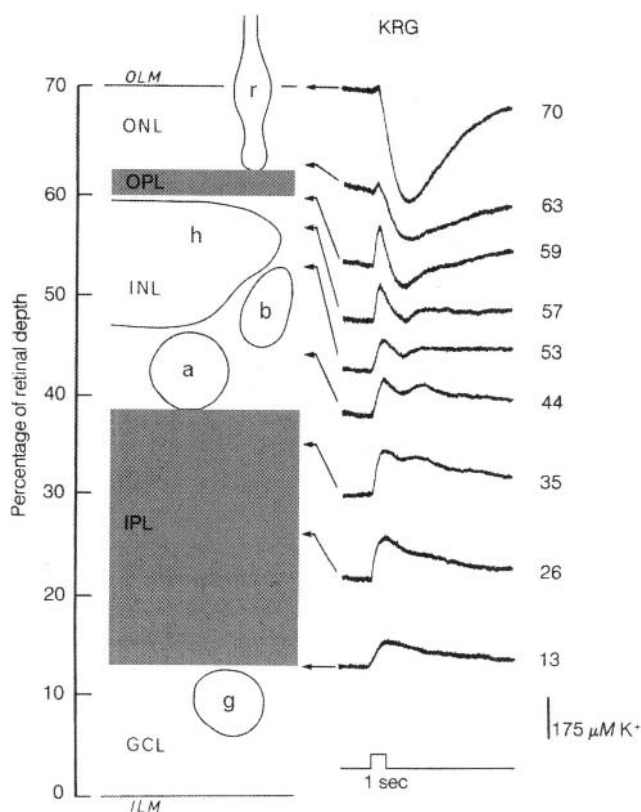 KRG
70
OLM
r
70
ONL
OPL
63
60
h
59
57
INL
50
b
53
a
44
40
Percentage of retinal depth
35
30
IPL
26
20
13
10
g
175 μM K+
GCL
1 sec
0
ILM